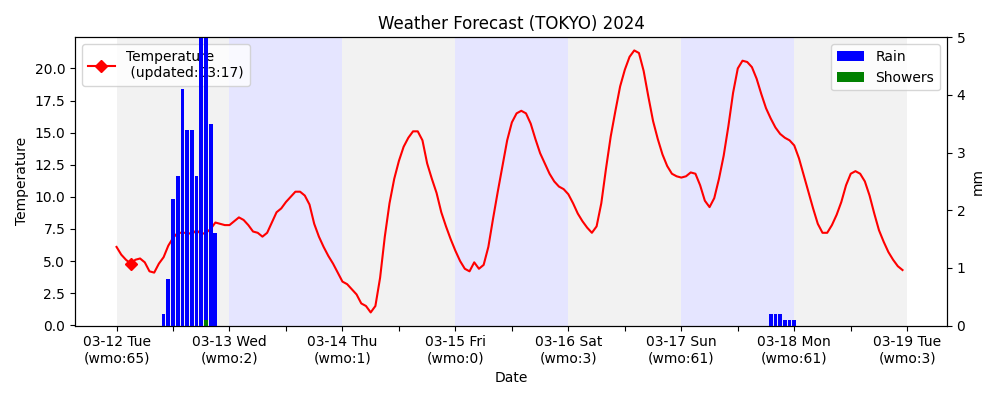 Weather Forecast (TOKYO) 2024
Temperature
(updated:03:17)
Rain
Showers
Temperature
20.0
17.5
15.0
12.5
10.0
7.5
5.0
2.5
0.0
5
4
3
2
1
0
mm
03-12 Tue
(wmo:65)
03-13 Wed
(wmo:2)
03-14 Thu
(wmo:1)
03-15 Fri
(wmo:0)
03-16 Sat
(wmo:3)
03-17 Sun
(wmo:61)
03-18 Mon
(wmo:61)
03-19 Tue
(wmo:3)
Date